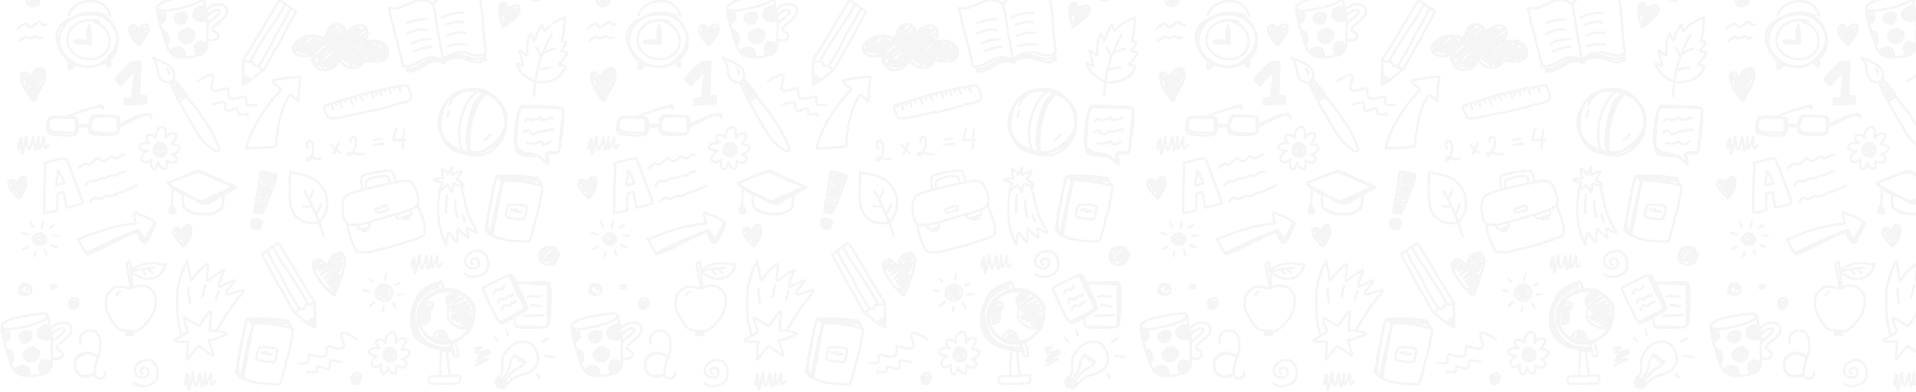 1 1 1 1
2 x 2 = 4 2 x 2 = 4 2 x 2 = 4
A A A A
a a a a